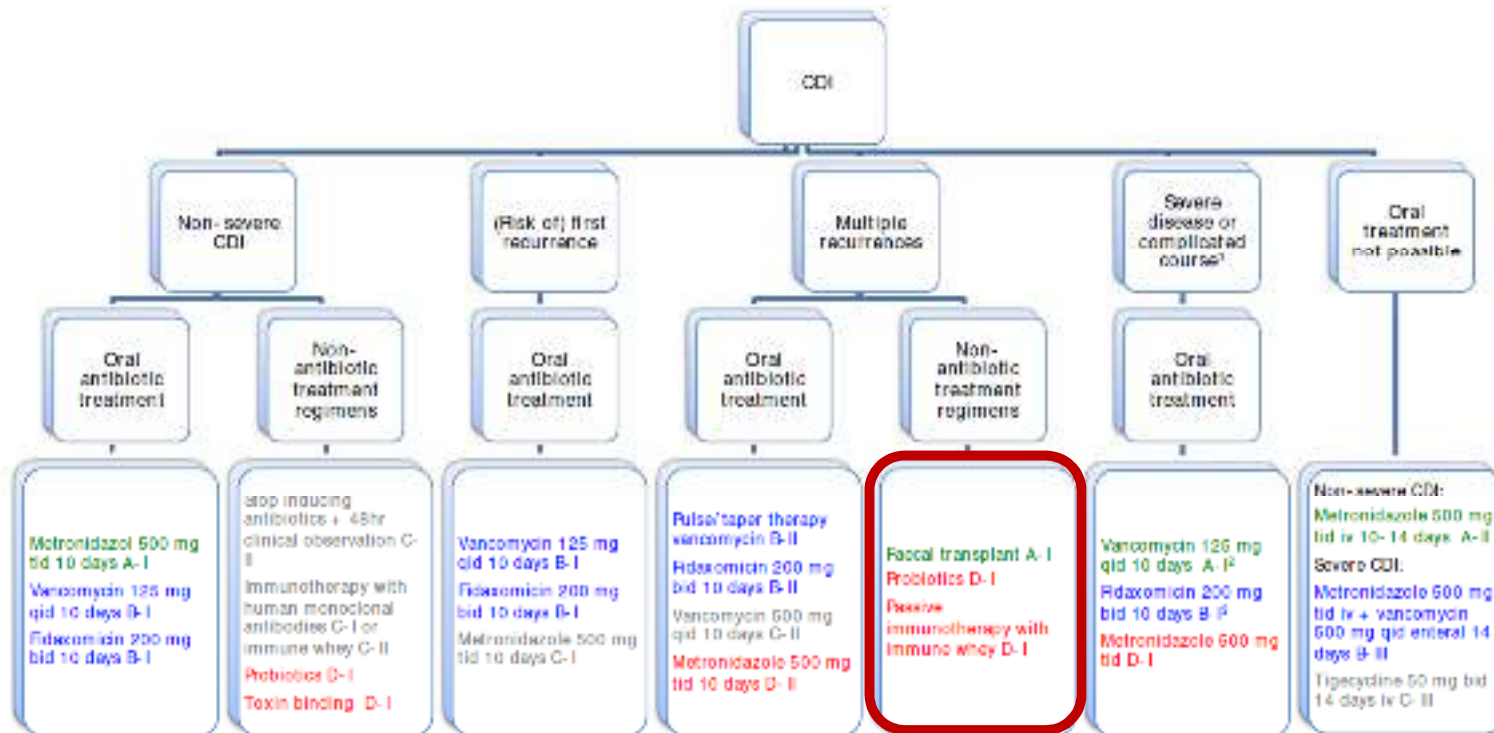 CDI
Non-severe
CDI
(Risk of) first
recurrence
Multiple
recurrences
Severe
disease or
complicated
course¹
Oral
treatment
not possible
Oral
antibiotic
treatment
Non-
antibiotic
treatment
regimens
Oral
antibiotic
treatment
Oral
antibiotic
treatment
Non-
antibiotic
treatment
regimens
Oral
antibiotic
treatment
Metronidazol 500 mg
tid 10 days A-I
Vancomycin 125 mg
qid 10 days B-I
Fidaxomicin 200 mg
bid 10 days B-I
Stop inducing
antibiotics + 48hr
clinical observation C-
II
Immunotherapy with
human monoclonal
antibodies C-I or
immune whey C-II
Probiotics D-I
Toxin binding D-I
Vancomycin 125 mg
qid 10 days B-I
Fidaxomicin 200 mg
bid 10 days B-I
Metronidazole 500 mg
tid 10 days C-I
Pulse/taper therapy
vancomycin B-II
Fidaxomicin 200 mg
bid 10 days B-II
Vancomycin 500 mg
qid 10 days C-II
Metronidazole 500 mg
tid 10 days D-II
Faecal transplant A-I
Probiotics D-I
Passive
immunotherapy with
immune whey D-I
Vancomycin 125 mg
qid 10 days A-I²
Fidaxomicin 200 mg
bid 10 days B-I³
Metronidazole 500 mg
tid D-I
Non-severe CDI:
Metronidazole 500 mg
tid iv 10-14 days A-II
Severe CDI:
Metronidazole 500 mg
tid iv + vancomycin
500 mg qid enteral 14
days B-III
Tigecycline 50 mg bid
14 days iv C-III